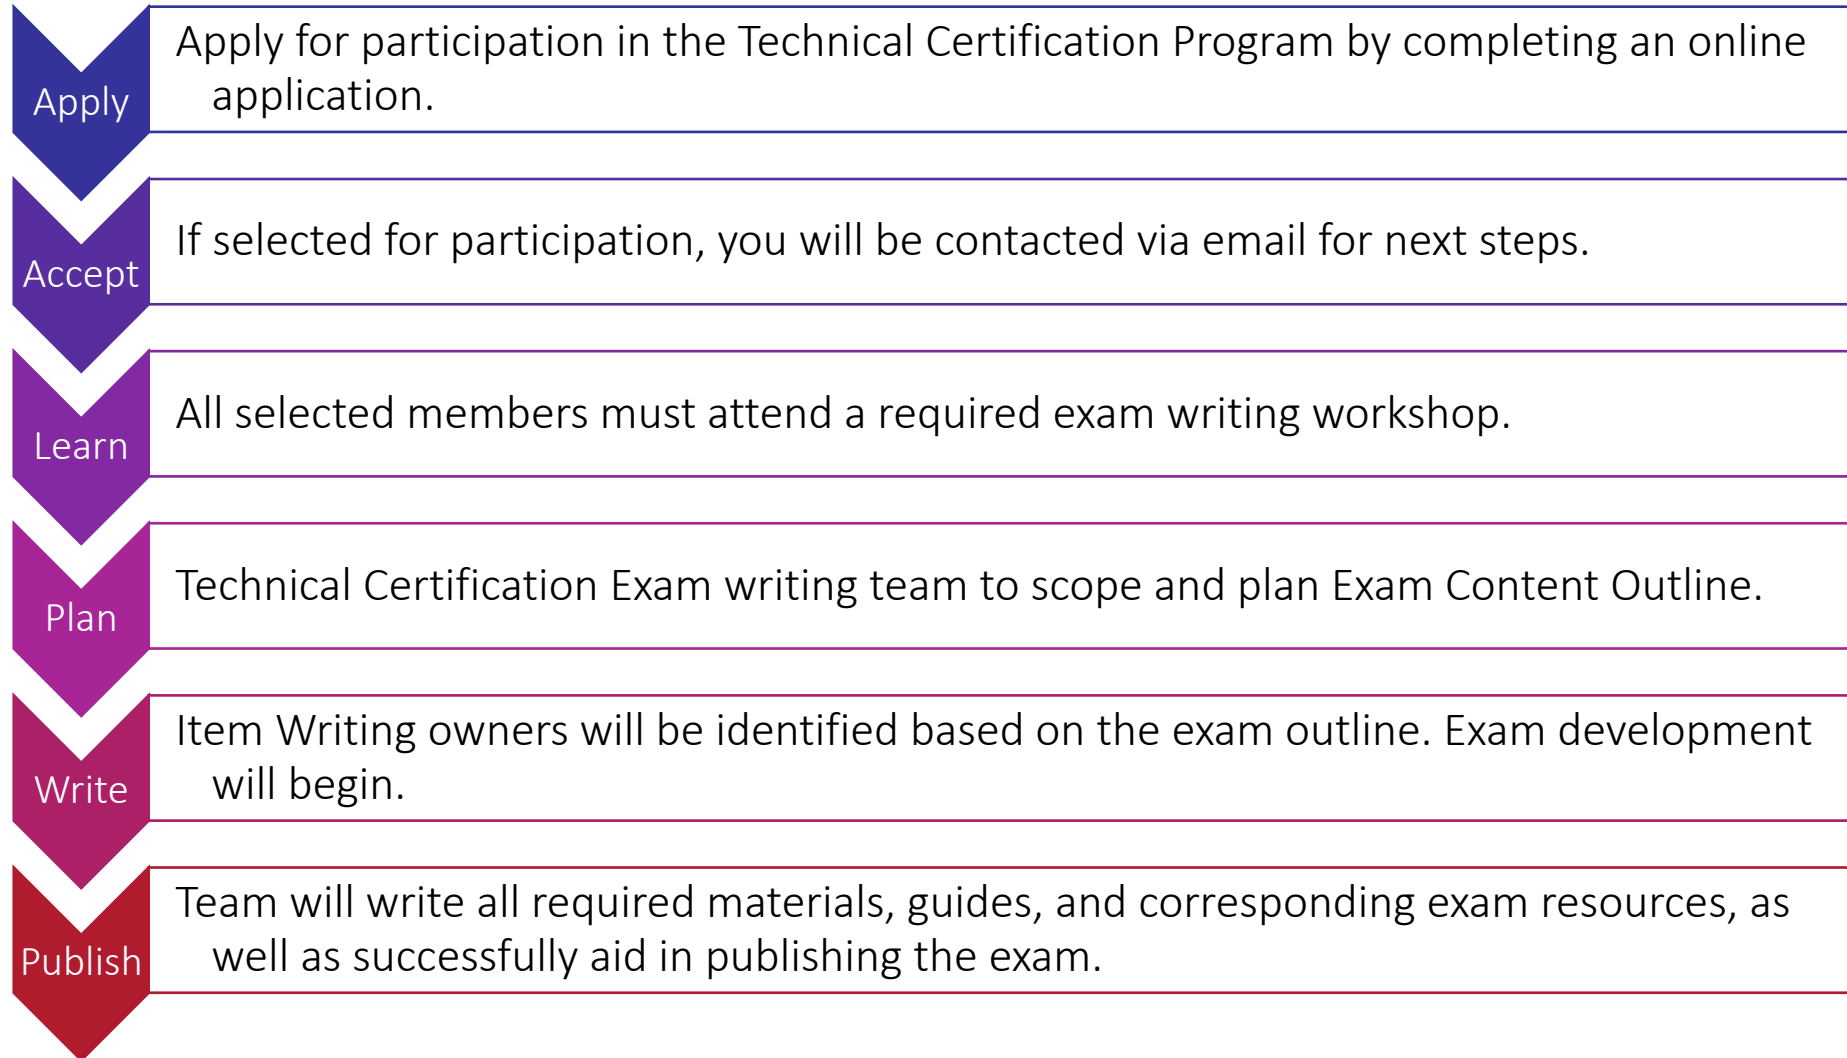 Apply
Apply for participation in the Technical Certification Program by completing an online
application.
Accept
If selected for participation, you will be contacted via email for next steps.
Learn
All selected members must attend a required exam writing workshop.
Plan
Technical Certification Exam writing team to scope and plan Exam Content Outline.
Write
Item Writing owners will be identified based on the exam outline. Exam development
will begin.
Publish
Team will write all required materials, guides, and corresponding exam resources, as
well as successfully aid in publishing the exam.